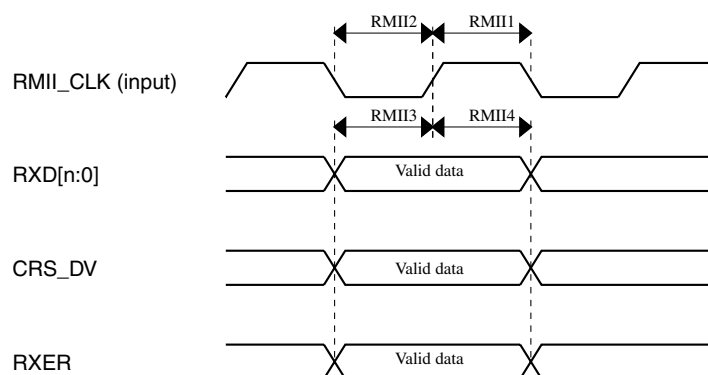 RMII2 RMII1
RMII_CLK (input)
RMII3 RMII4
RXD[n:0] Valid data
CRS_DV Valid data
RXER Valid data